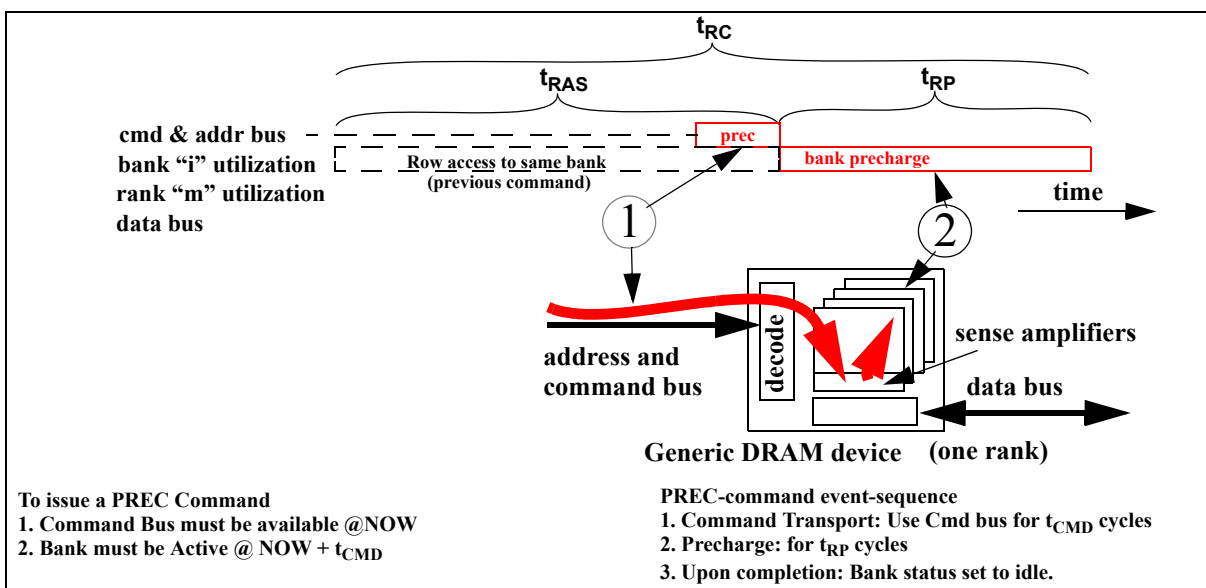 tRC
tRAS
tRP
cmd & addr bus
prec
bank “i” utilization
Row access to same bank
bank precharge
(previous command)
rank “m” utilization
data bus
time
1
2
decode
sense amplifiers
address and
command bus
data bus
Generic DRAM device
(one rank)
To issue a PREC Command
1. Command Bus must be available @NOW
2. Bank must be Active @ NOW + tCMD
PREC-command event-sequence
1. Command Transport: Use Cmd bus for tCMD cycles
2. Precharge: for tRP cycles
3. Upon completion: Bank status set to idle.